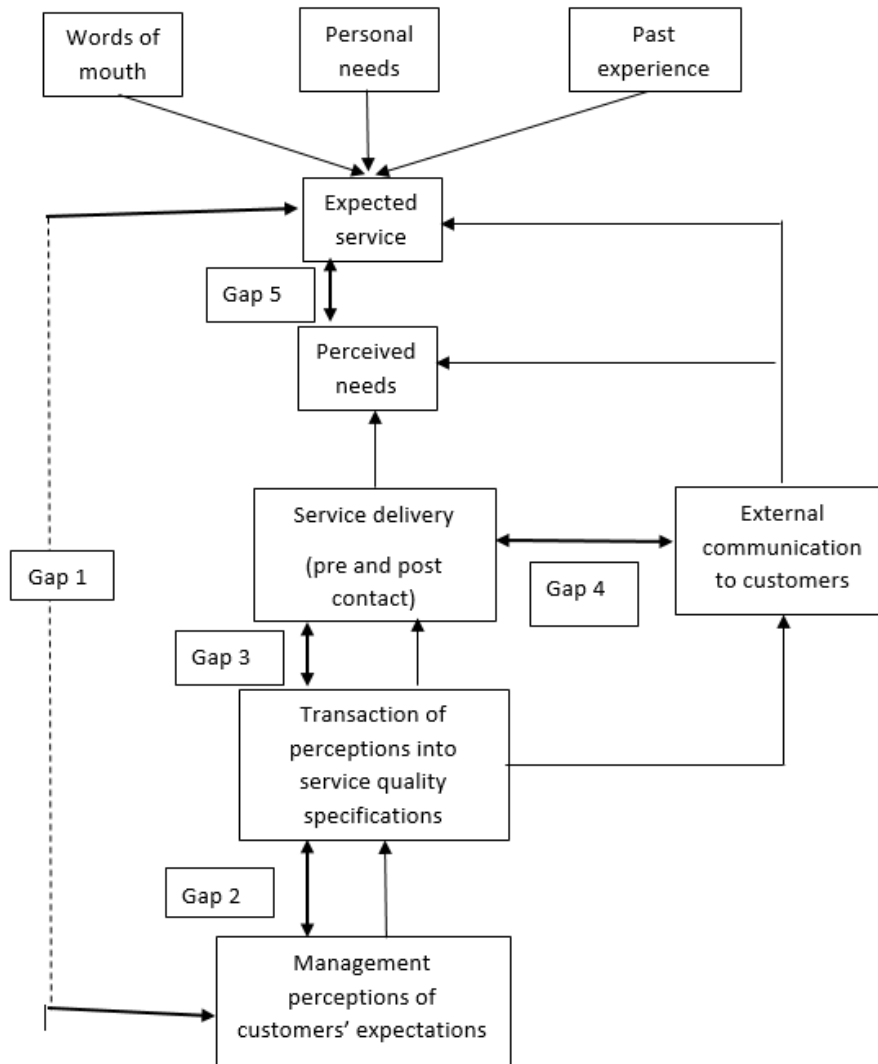 Words of
mouth
Personal
needs
Past
experience
Expected
service
Gap 5
Perceived
needs
Service delivery
(pre and post
contact)
External
communication
to customers
Gap 1
Gap 4
Gap 3
Transaction of
perceptions into
service quality
specifications
Gap 2
Management
perceptions of
customers’ expectations